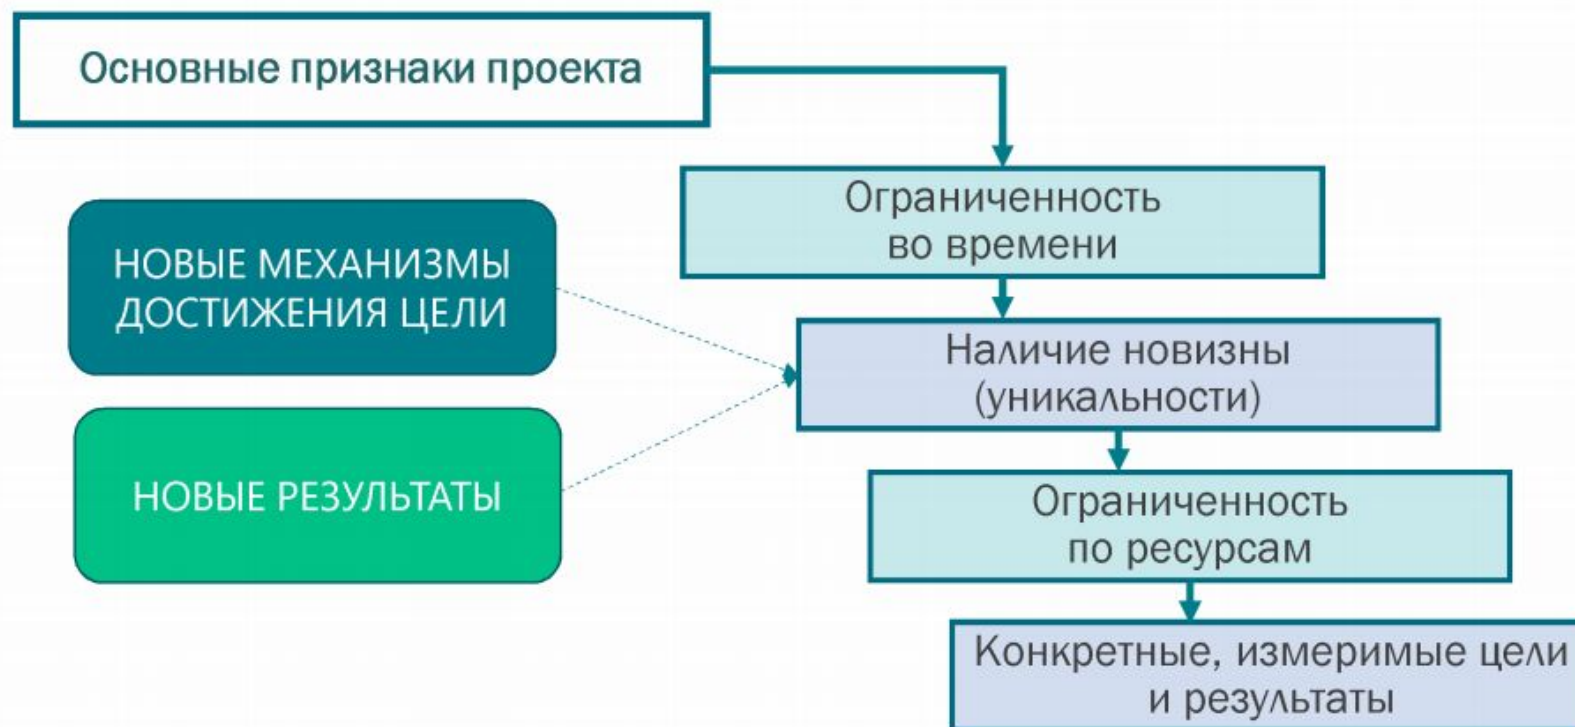 Основные признаки проекта
Ограниченность
во времени
НОВЫЕ МЕХАНИЗМЫ
ДОСТИЖЕНИЯ ЦЕЛИ
Наличие новизны
(уникальности)
НОВЫЕ РЕЗУЛЬТАТЫ
Ограниченность
по ресурсам
Конкретные, измеримые цели
и результаты